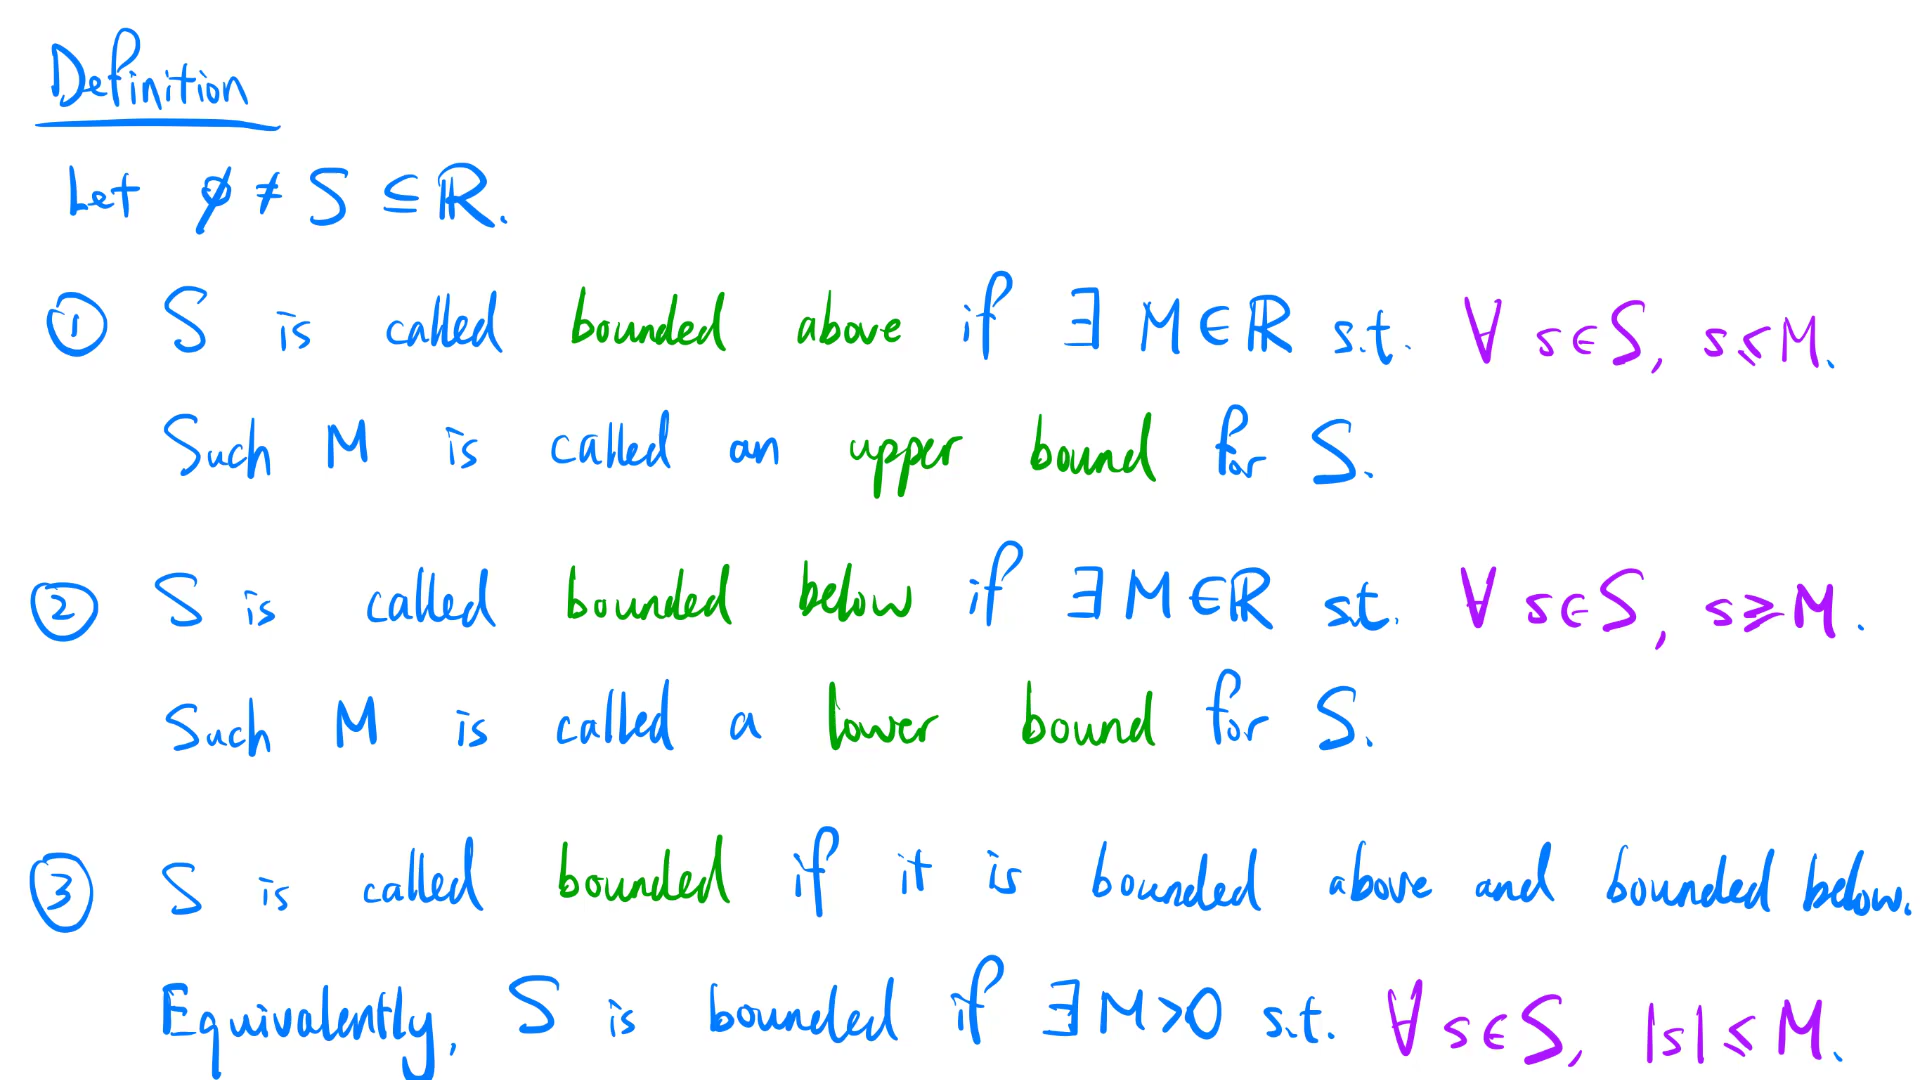 Definition
Let ∅ ≠ S ⊆ ℝ.
① S is called bounded above if ∃ M ∈ ℝ s.t. ∀ s ∈ S, s ≤ M.
Such M is called an upper bound for S.
② S is called bounded below if ∃ M ∈ ℝ s.t. ∀ s ∈ S, s ≥ M.
Such M is called a lower bound for S.
③ S is called bounded if it is bounded above and bounded below.
Equivalently, S is bounded if ∃ M > 0 s.t. ∀ s ∈ S, |s| ≤ M.